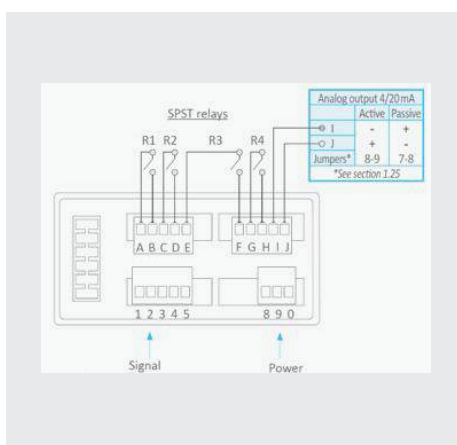 Analog output 4/20 mA
Active Passive
I - +
J + -
Jumpers* 8-9 7-8
*See section 1.25
SPST relays
R1 R2 R3 R4
A B C D E F G H I J
1 2 3 4 5 8 9 0
Signal Power